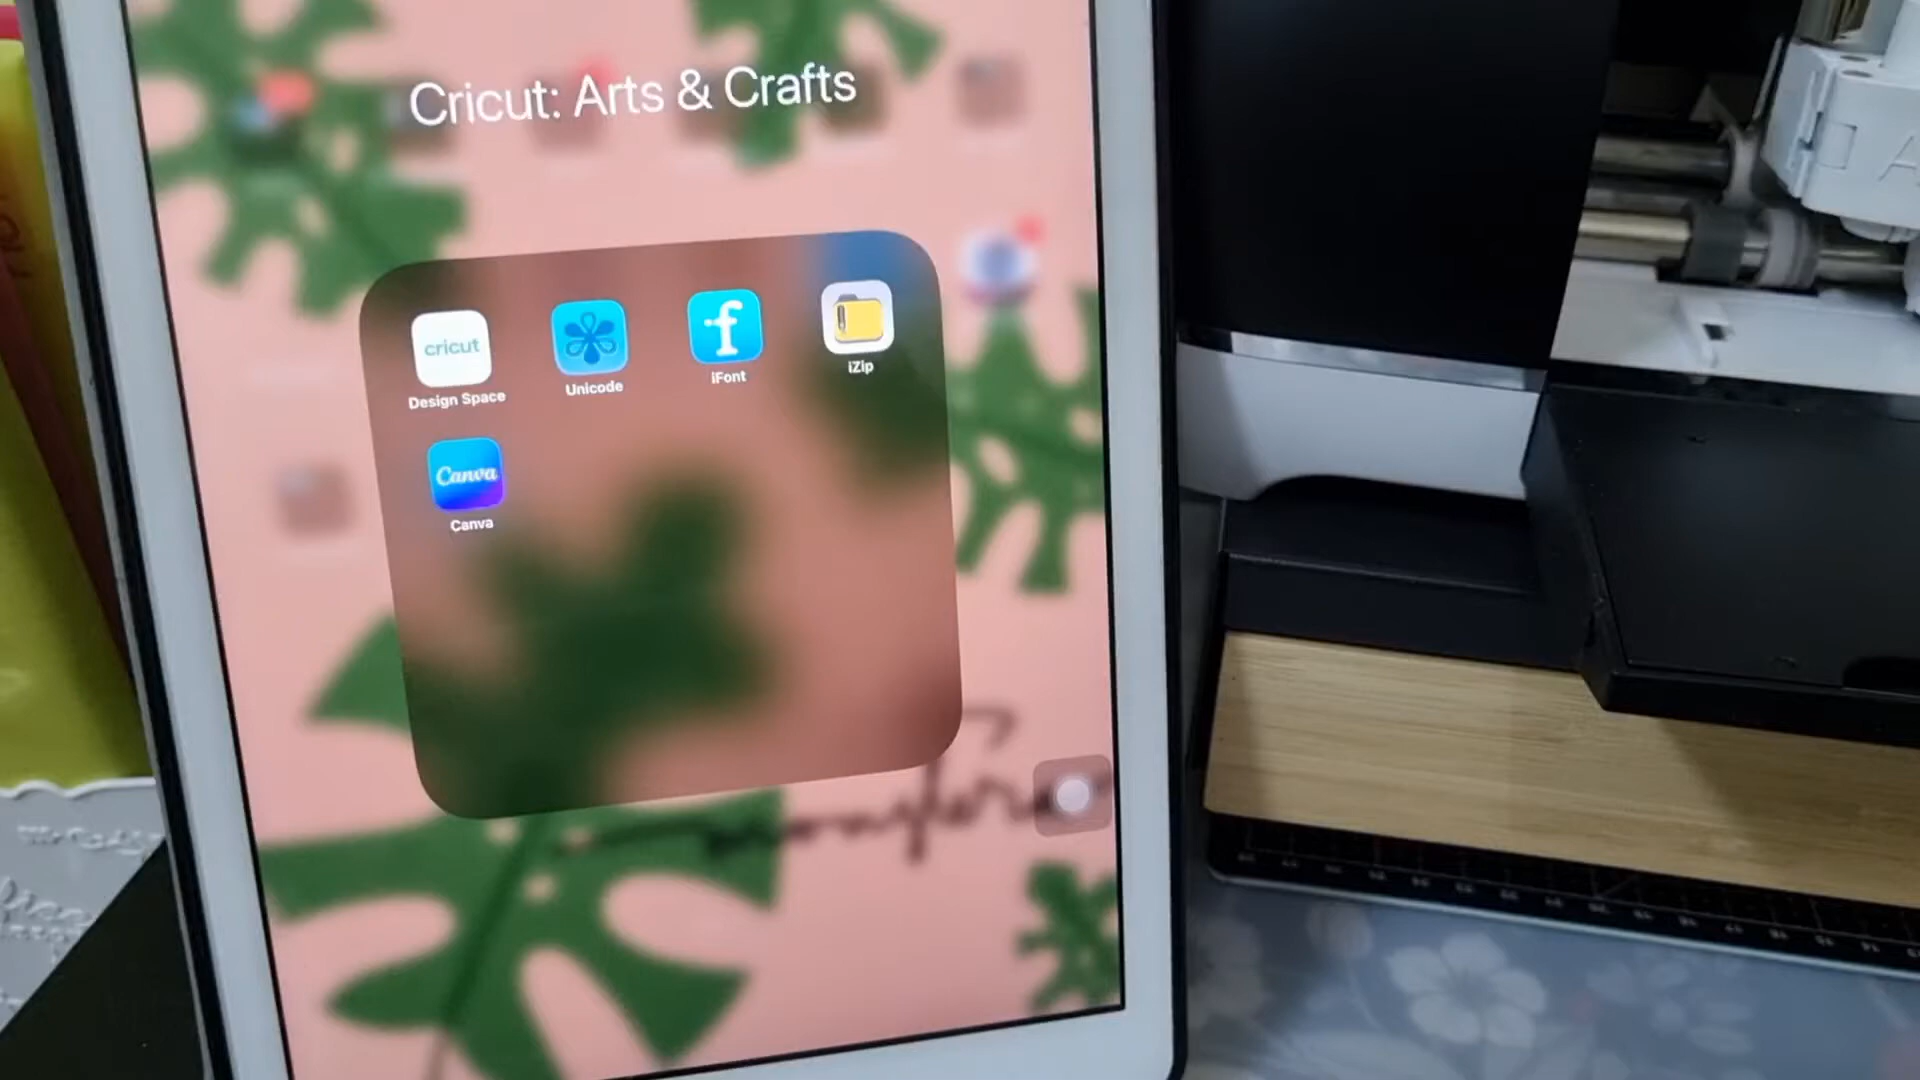 Cricut: Arts & Crafts
cricut
Design Space
Unicode
f
iFont
iZip
Canva
Canva